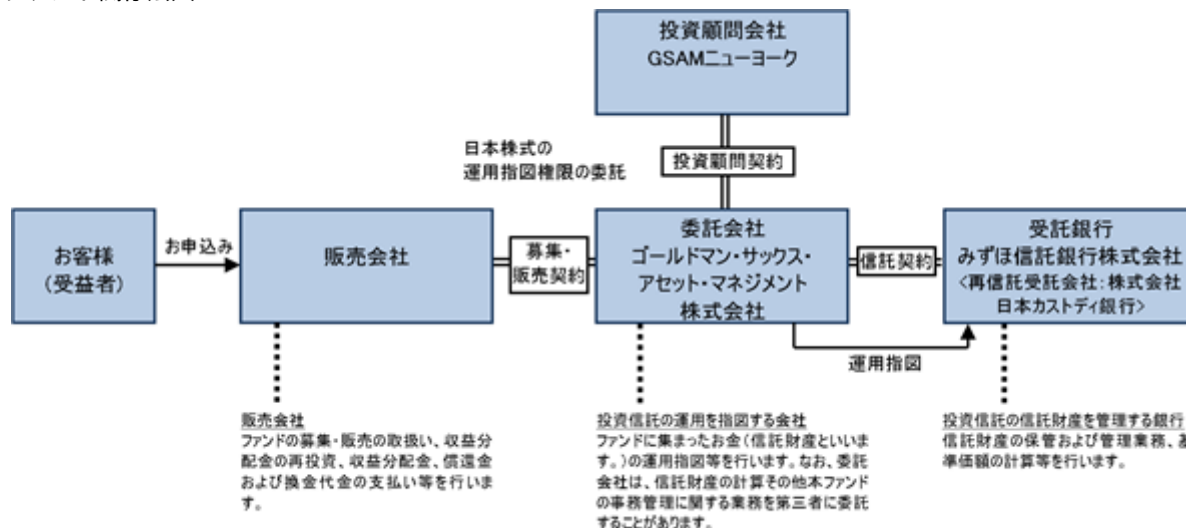 投資顧問会社
GSAMニューヨーク
日本株式の
運用指図権限の委託
投資顧問契約
お客様
(受益者)
お申込み
販売会社
募集・
販売契約
委託会社
ゴールドマン・サックス・
アセット・マネジメント
株式会社
信託契約
受託銀行
みずほ信託銀行株式会社
<再信託受託会社:株式会社
日本カストディ銀行>
運用指図
販売会社
ファンドの募集・販売の取扱い、収益分
配金の再投資、収益分配金、償還金
および換金代金の支払い等を行いま
す。
投資信託の運用を指図する会社
ファンドに集まったお金(信託財産といいま
す。)の運用指図等を行います。なお、委託
会社は、信託財産の計算その他本ファンド
の事務管理に関する業務を第三者に委託
することがあります。
投資信託の信託財産を管理する銀行
信託財産の保管および管理業務、基
準価額の計算等を行います。